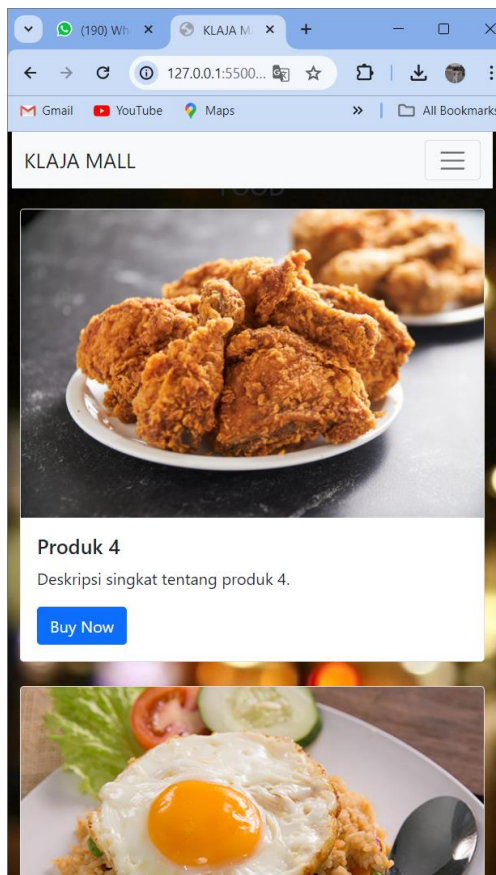 (190) Wh
KLAJA M
127.0.0.1:5500...
Gmail
YouTube
Maps
»
All Bookmarks
KLAJA MALL
FOOD
Produk 4
Deskripsi singkat tentang produk 4.
Buy Now